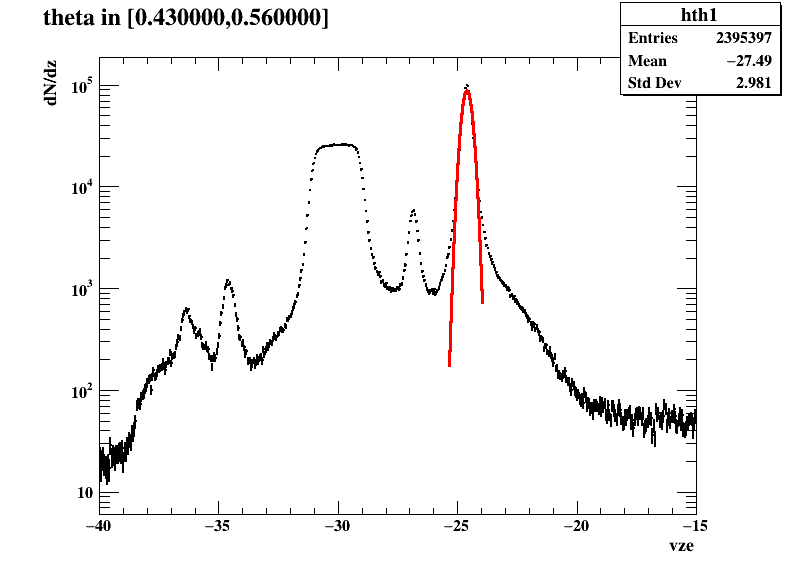 theta in [0.430000,0.560000]
hth1
Entries 2395397
Mean −27.49
Std Dev 2.981
dN/dz
10^5
10^4
10^3
10^2
10
−40 −35 −30 −25 −20 −15
vze